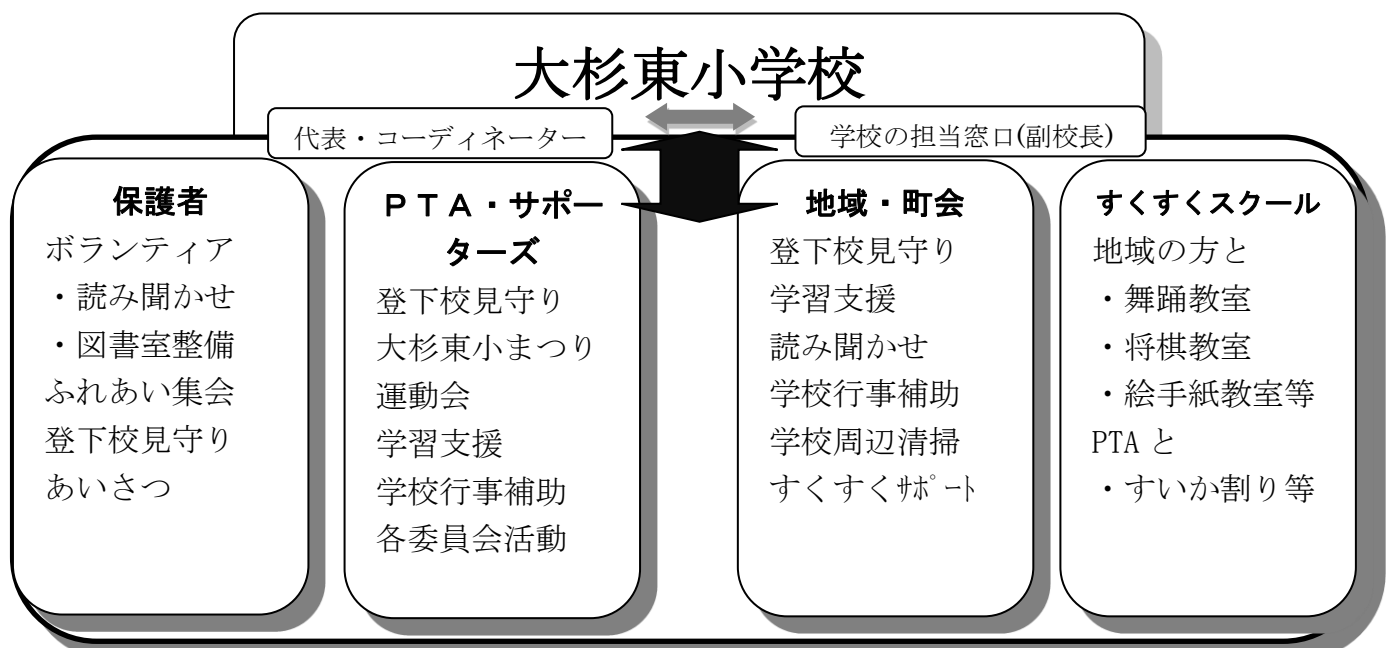 大杉東小学校
代表・コーディネーター
学校の担当窓口(副校長)
保護者
ボランティア
・読み聞かせ
・図書室整備
ふれあい集会
登下校見守り
あいさつ
ＰＴＡ・サポー
ターズ
登下校見守り
大杉東小まつり
運動会
学習支援
学校行事補助
各委員会活動
地域・町会
登下校見守り
学習支援
読み聞かせ
学校行事補助
学校周辺清掃
すくすくｻﾎﾟｰﾄ
すくすくスクール
地域の方と
・舞踊教室
・将棋教室
・絵手紙教室等
PTA と
・すいか割り等